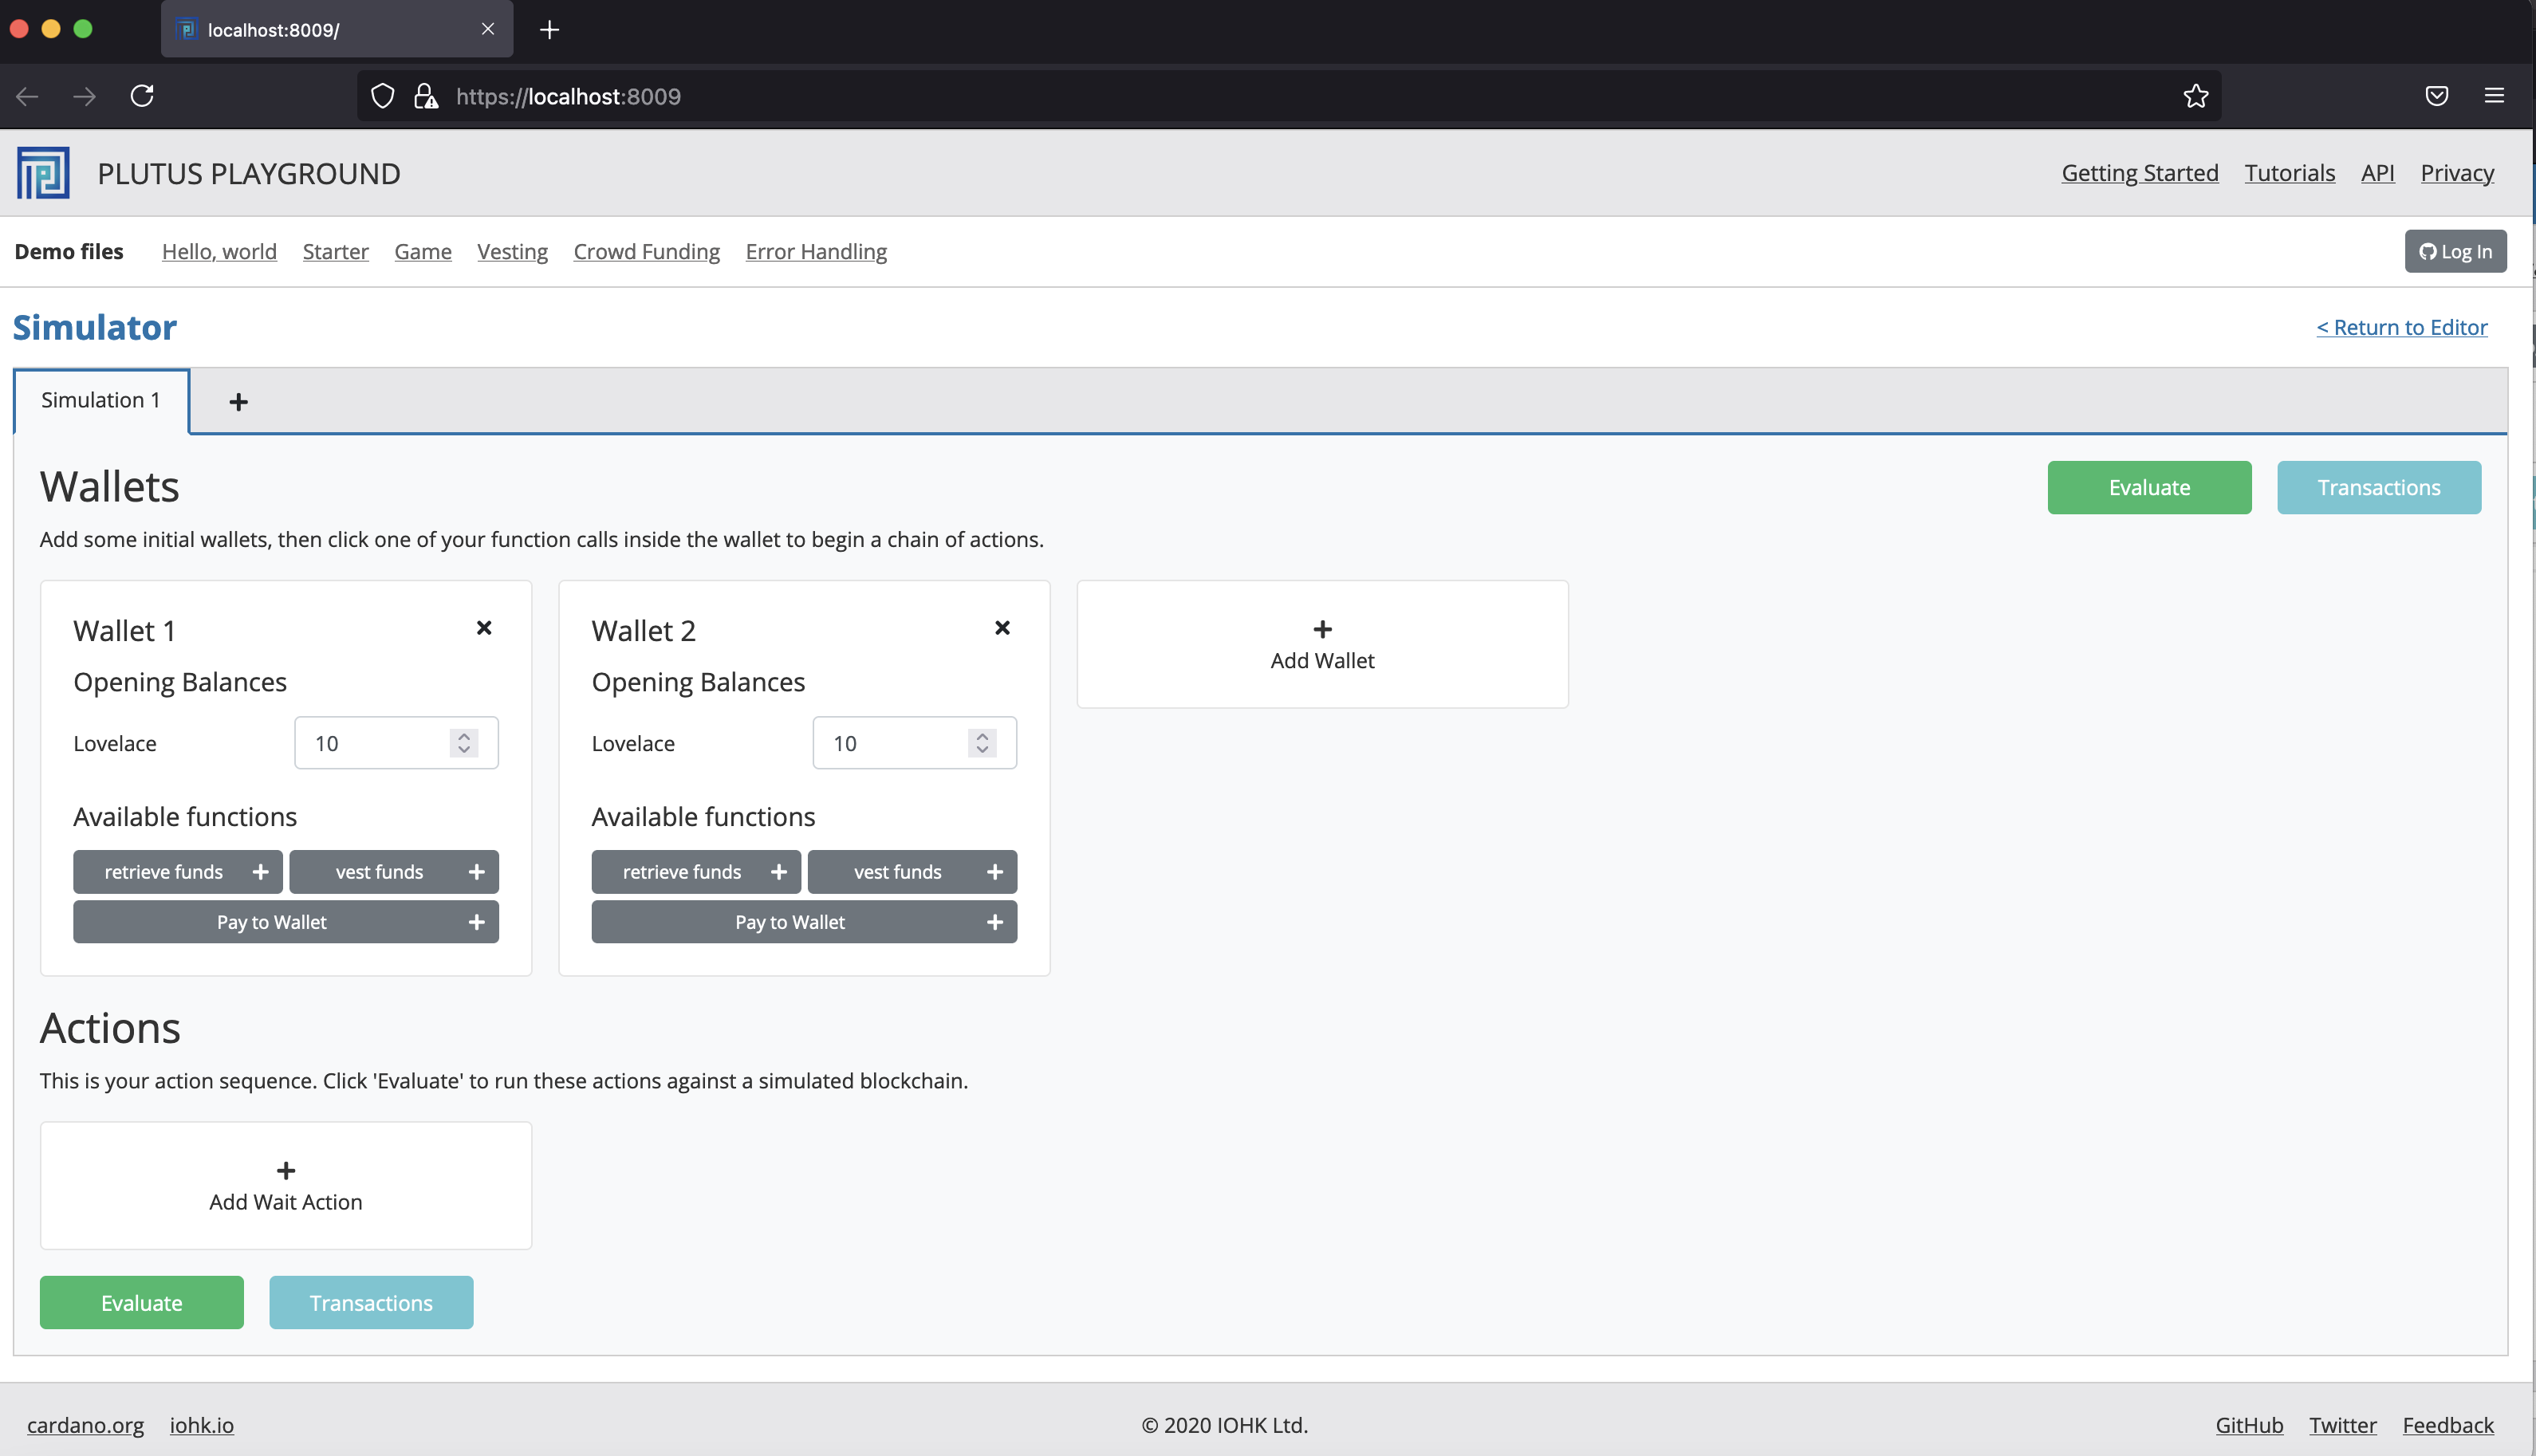 localhost:8009/
https://localhost:8009
PLUTUS PLAYGROUND
Getting Started Tutorials API Privacy
Demo files Hello, world Starter Game Vesting Crowd Funding Error Handling
Log In
Simulator
< Return to Editor
Simulation 1
Wallets
Evaluate Transactions
Add some initial wallets, then click one of your function calls inside the wallet to begin a chain of actions.
Wallet 1
Opening Balances
Lovelace 10
Available functions
retrieve funds vest funds
Pay to Wallet
Wallet 2
Opening Balances
Lovelace 10
Available functions
retrieve funds vest funds
Pay to Wallet
Add Wallet
Actions
This is your action sequence. Click 'Evaluate' to run these actions against a simulated blockchain.
Add Wait Action
Evaluate Transactions
cardano.org iohk.io
© 2020 IOHK Ltd.
GitHub Twitter Feedback